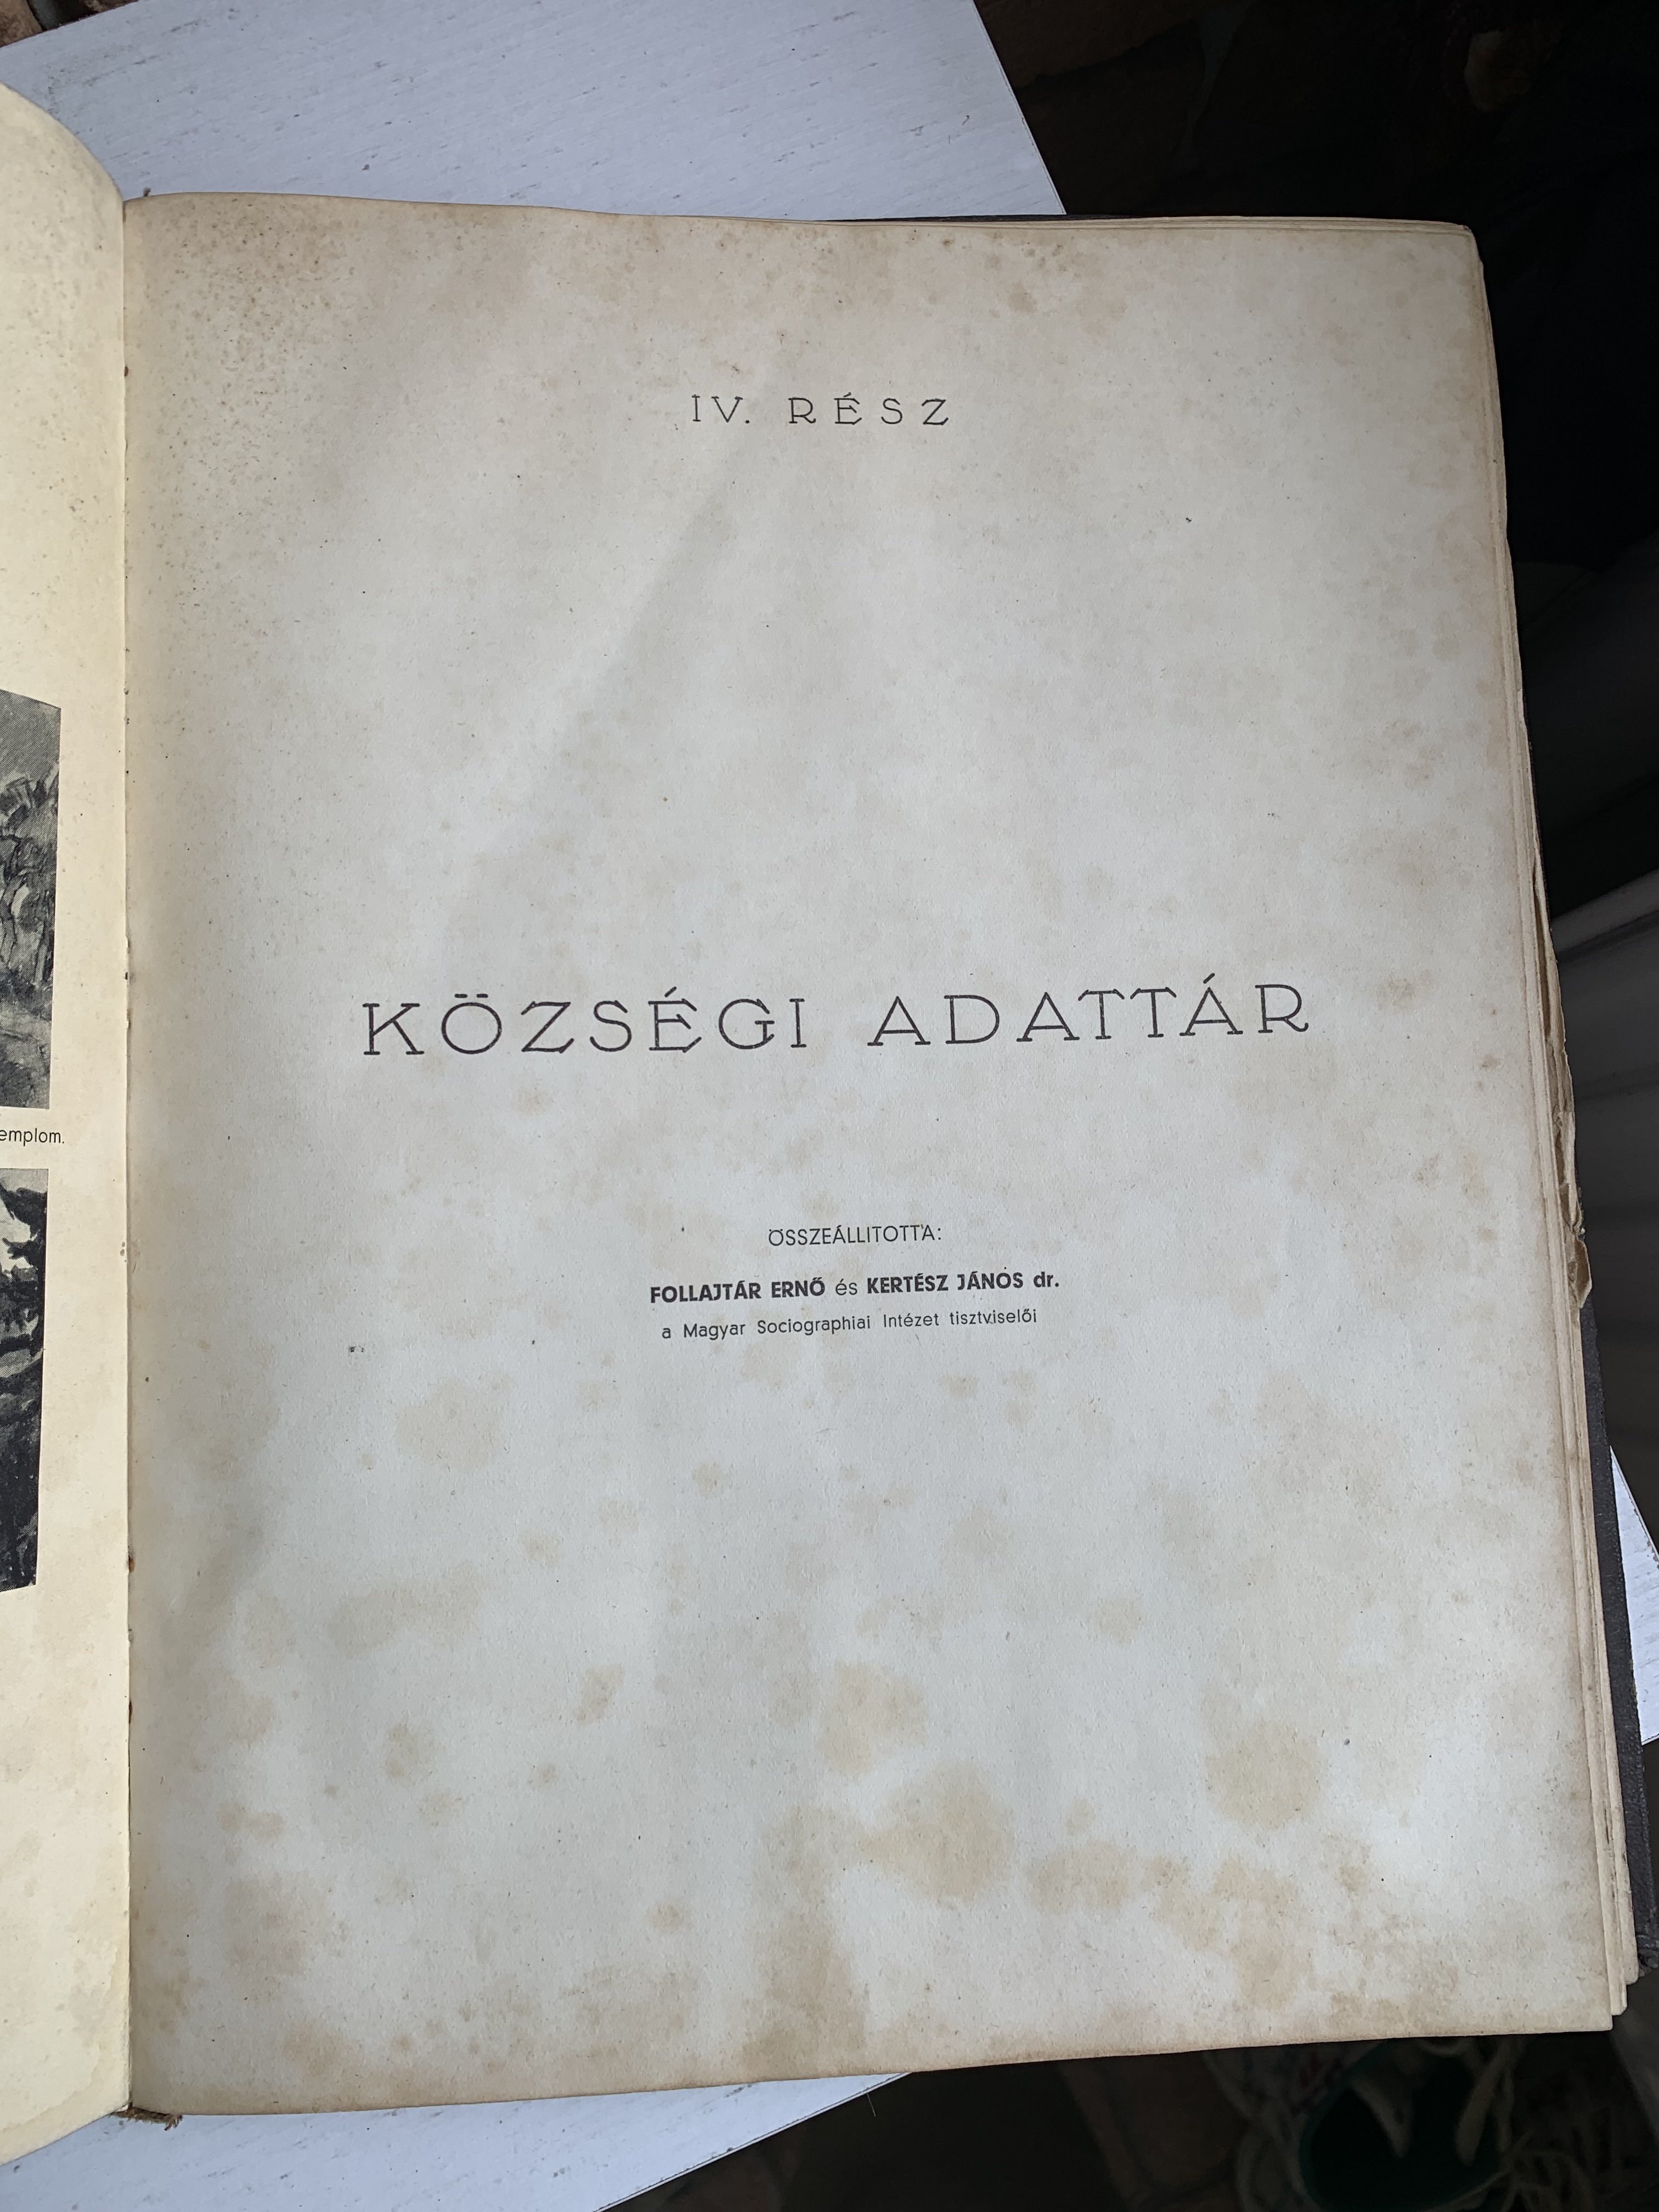 emplom.
IV. RÉSZ
KÖZSÉGI ADATTÁR
ÖSSZEÁLLITOTTA:
FOLLAJTÁR ERNŐ és KERTÉSZ JÁNOS dr.
a Magyar Sociographiai Intézet tisztviselői